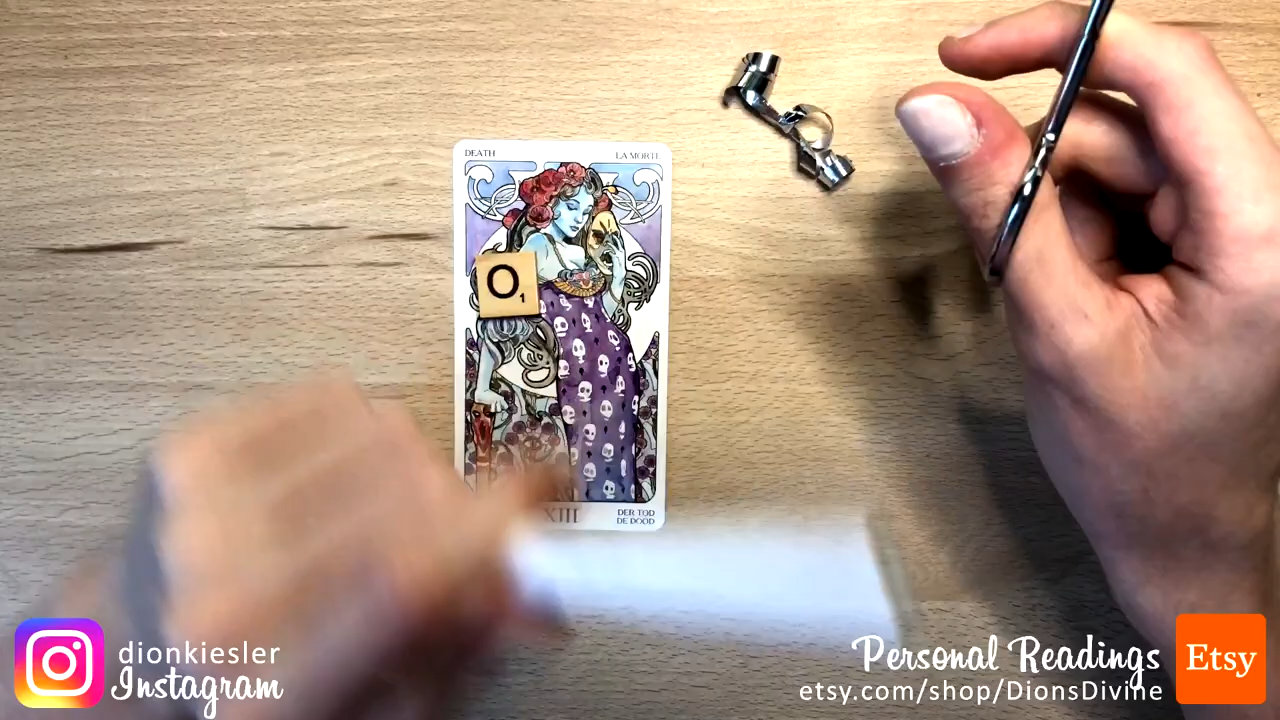 DEATH
LA MORTE
O1
XIII
DER TOD
DE DOOD
dionkiesler
Instagram
Personal Readings
etsy.com/shop/DionsDivine
Etsy